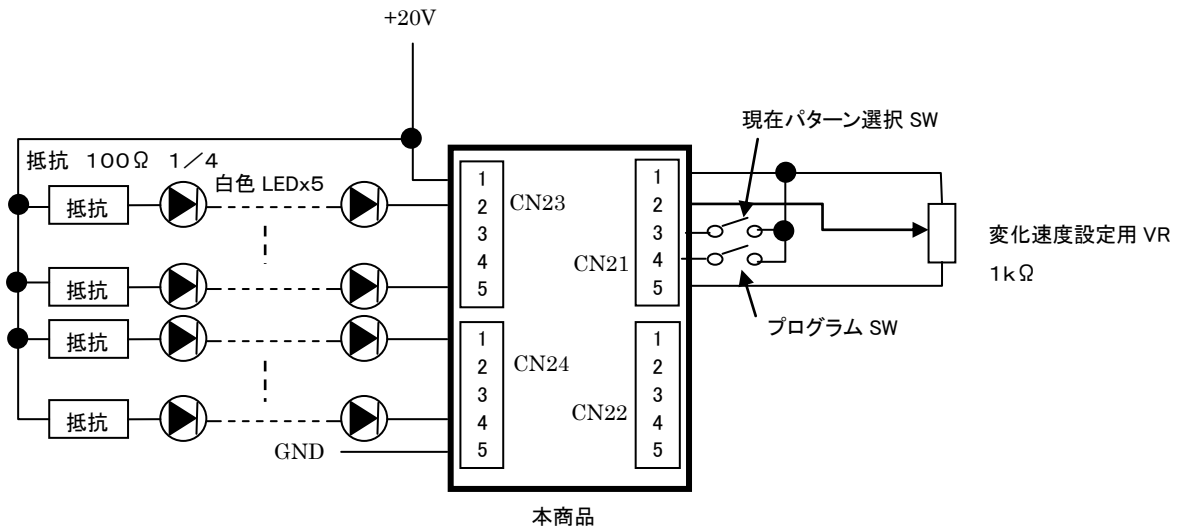 +20V
現在パターン選択 SW
抵抗 100Ω 1/4
白色 LEDx5
抵抗
抵抗
抵抗
抵抗
GND
1
2
3
4
5
CN23
1
2
3
4
5
CN24
1
2
3
4
5
CN21
1
2
3
4
5
CN22
変化速度設定用 VR
1kΩ
プログラム SW
本商品